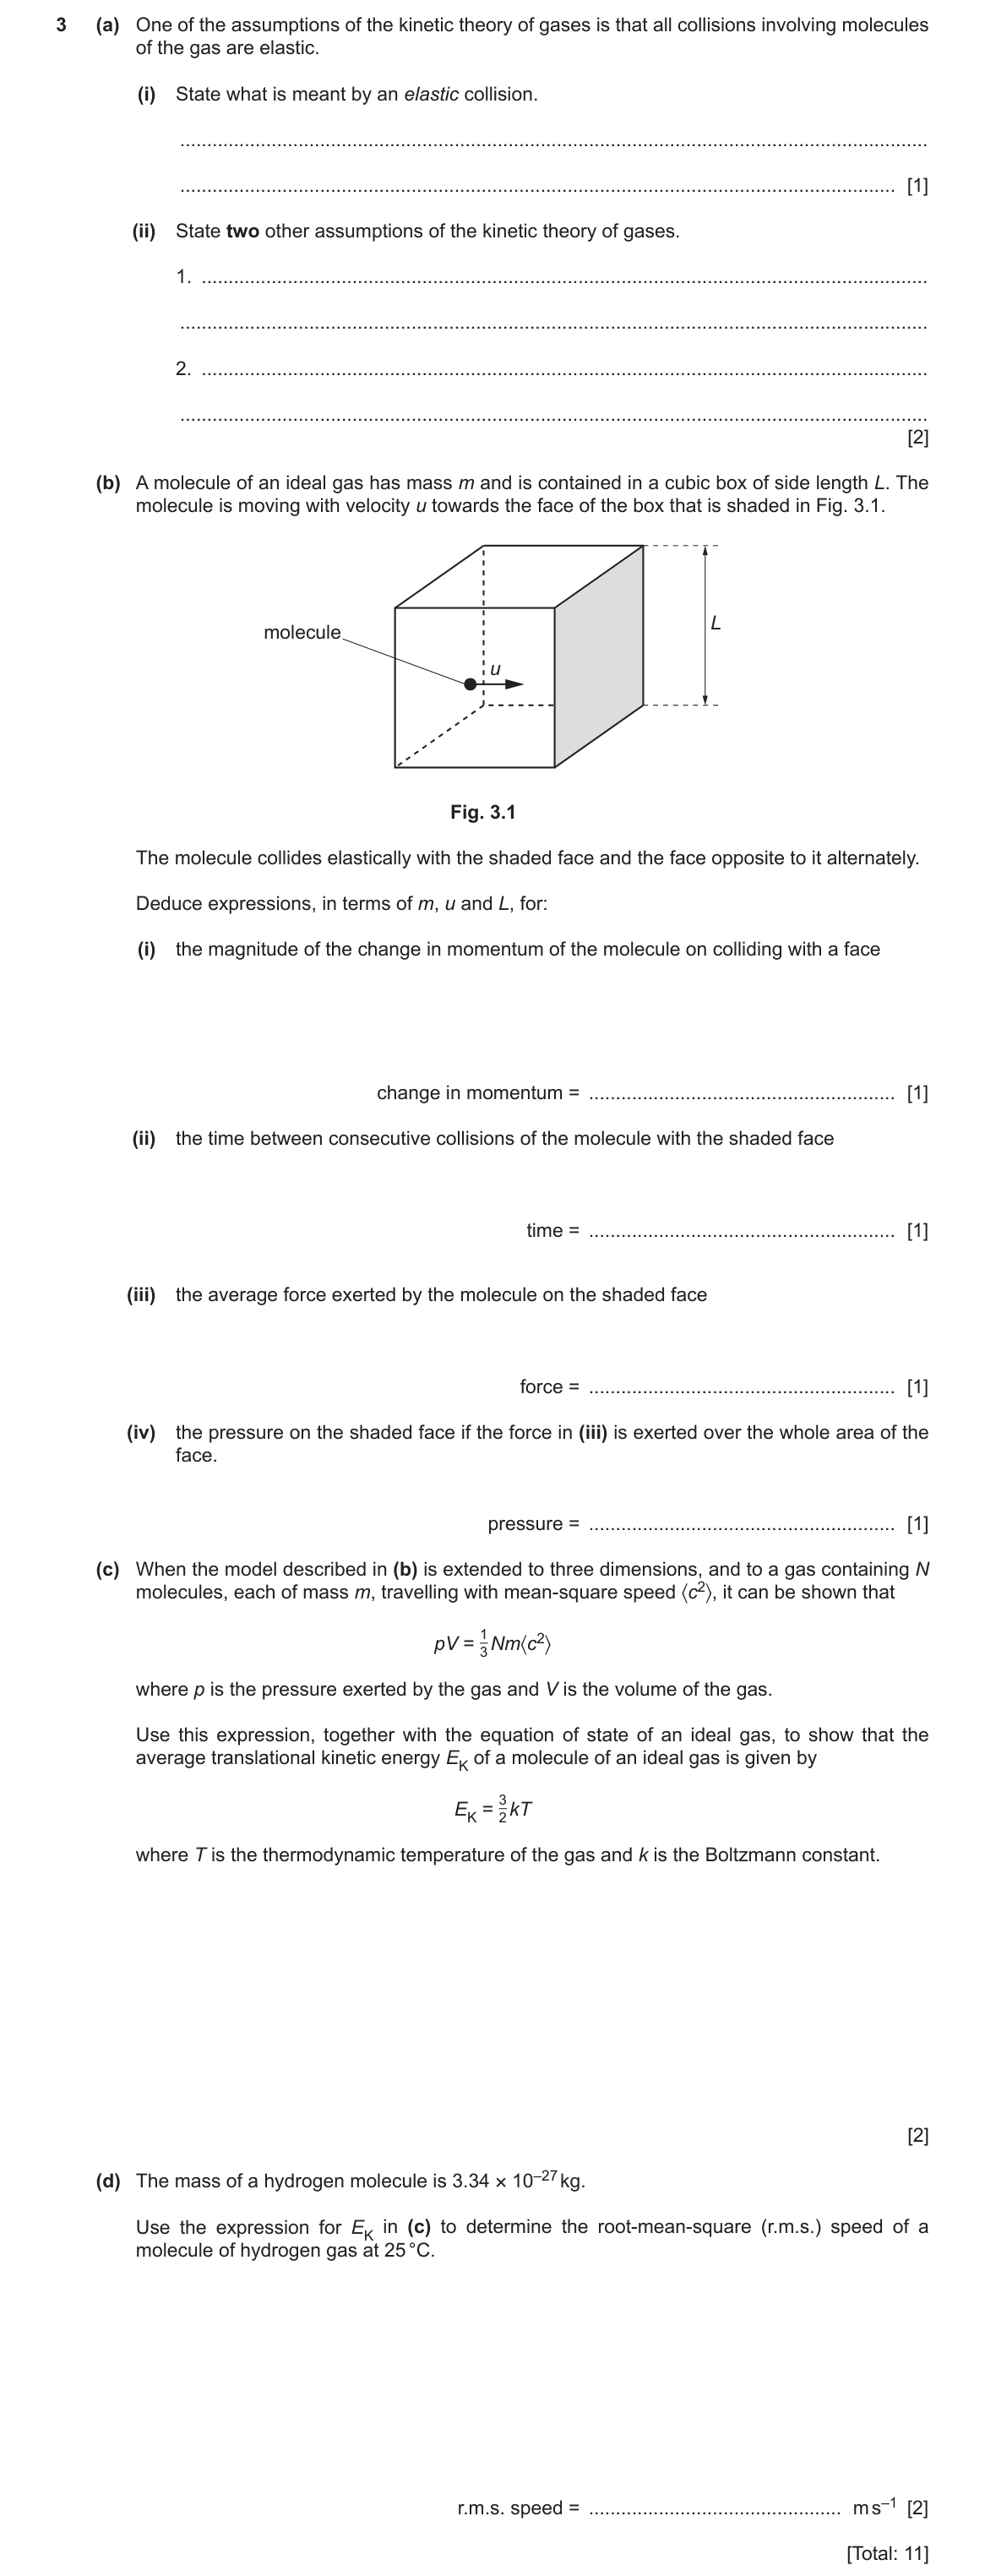 3 (a) One of the assumptions of the kinetic theory of gases is that all collisions involving molecules
of the gas are elastic.
(i) State what is meant by an elastic collision.
..........................................................................................................................................
.................................................................................................................................... [1]
(ii) State two other assumptions of the kinetic theory of gases.
1. ......................................................................................................................................
..........................................................................................................................................
2. ......................................................................................................................................
..........................................................................................................................................
[2]
(b) A molecule of an ideal gas has mass m and is contained in a cubic box of side length L. The
molecule is moving with velocity u towards the face of the box that is shaded in Fig. 3.1.
L
molecule
u
Fig. 3.1
The molecule collides elastically with the shaded face and the face opposite to it alternately.
Deduce expressions, in terms of m, u and L, for:
(i) the magnitude of the change in momentum of the molecule on colliding with a face
change in momentum = ......................................................... [1]
(ii) the time between consecutive collisions of the molecule with the shaded face
time = ......................................................... [1]
(iii) the average force exerted by the molecule on the shaded face
force = ......................................................... [1]
(iv) the pressure on the shaded face if the force in (iii) is exerted over the whole area of the
face.
pressure = ......................................................... [1]
(c) When the model described in (b) is extended to three dimensions, and to a gas containing N
molecules, each of mass m, travelling with mean-square speed ⟨c²⟩, it can be shown that
pV = 1/3 Nm⟨c²⟩
where p is the pressure exerted by the gas and V is the volume of the gas.
Use this expression, together with the equation of state of an ideal gas, to show that the
average translational kinetic energy E_K of a molecule of an ideal gas is given by
E_K = 3/2 kT
where T is the thermodynamic temperature of the gas and k is the Boltzmann constant.
[2]
(d) The mass of a hydrogen molecule is 3.34 × 10⁻²⁷ kg.
Use the expression for E_K in (c) to determine the root-mean-square (r.m.s.) speed of a
molecule of hydrogen gas at 25 °C.
r.m.s. speed = ............................................... m s⁻¹ [2]
[Total: 11]